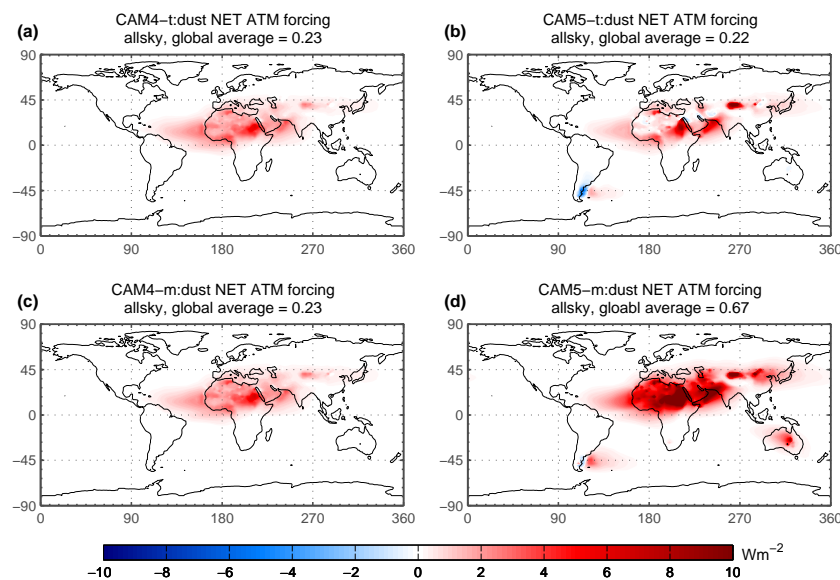 (a)
CAM4−t:dust NET ATM forcing
allsky, global average = 0.23
90
45
0
−45
−90
0 90 180 270 360
(b)
CAM5−t:dust NET ATM forcing
allsky, global average = 0.22
90
45
0
−45
−90
0 90 180 270 360
(c)
CAM4−m:dust NET ATM forcing
allsky, global average = 0.23
90
45
0
−45
−90
0 90 180 270 360
(d)
CAM5−m:dust NET ATM forcing
allsky, gloabl average = 0.67
90
45
0
−45
−90
0 90 180 270 360
−10 −8 −6 −4 −2 0 2 4 6 8 10
Wm−2